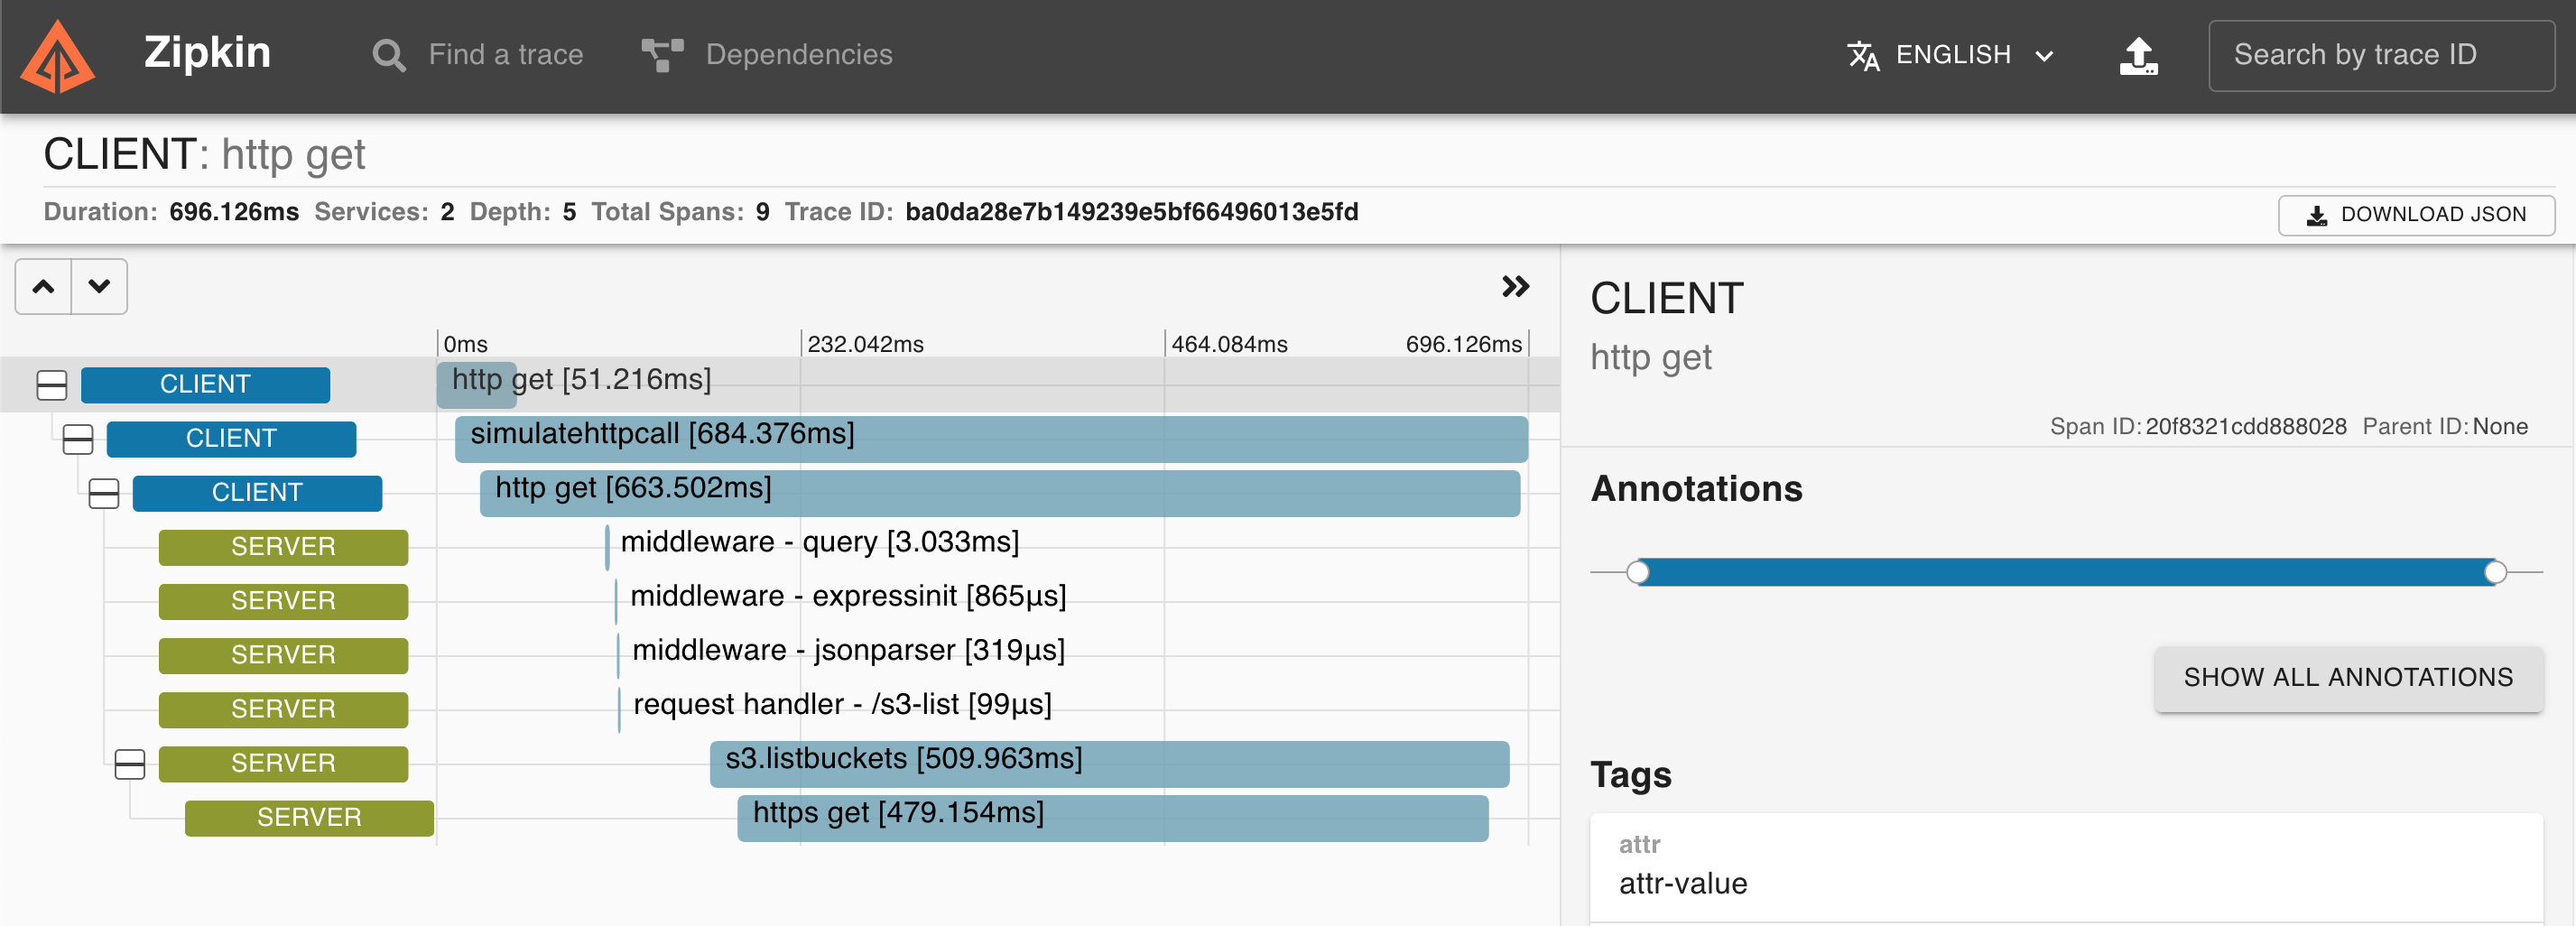 Zipkin
Find a trace
Dependencies
ENGLISH
Search by trace ID
CLIENT: http get
Duration: 696.126ms Services: 2 Depth: 5 Total Spans: 9 Trace ID: ba0da28e7b149239e5bf66496013e5fd
DOWNLOAD JSON
0ms
232.042ms
464.084ms
696.126ms
CLIENT
http get [51.216ms]
CLIENT
simulatehttpcall [684.376ms]
CLIENT
http get [663.502ms]
SERVER
middleware - query [3.033ms]
SERVER
middleware - expressinit [865μs]
SERVER
middleware - jsonparser [319μs]
SERVER
request handler - /s3-list [99μs]
SERVER
s3.listbuckets [509.963ms]
SERVER
https get [479.154ms]
CLIENT
http get
Span ID: 20f8321cdd888028 Parent ID: None
Annotations
SHOW ALL ANNOTATIONS
Tags
attr
attr-value